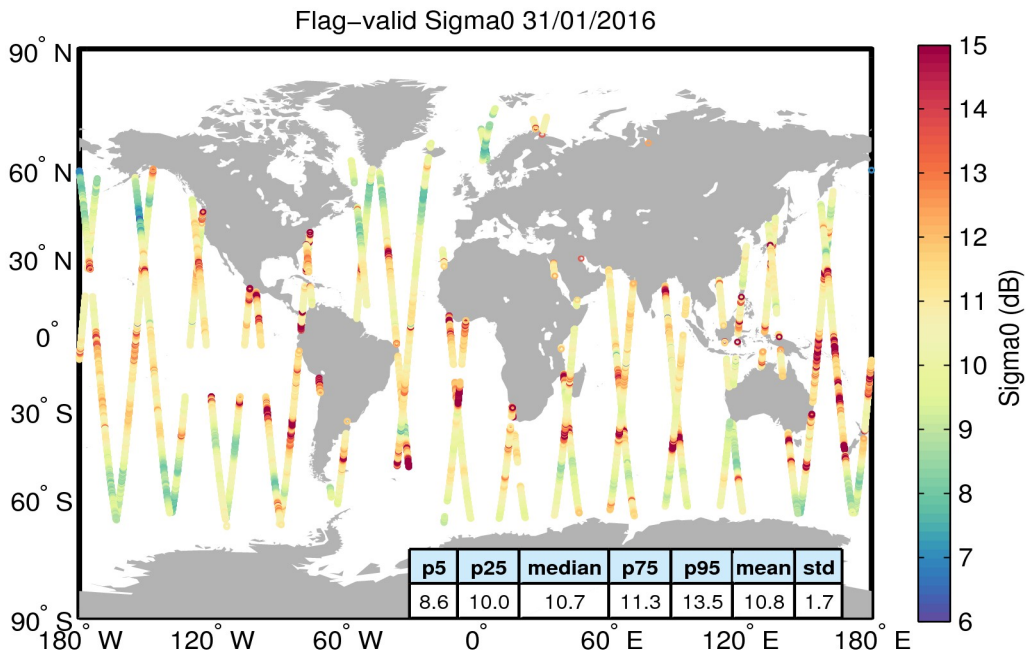 Flag−valid Sigma0 31/01/2016
90° N
60° N
30° N
0°
30° S
60° S
90° S
180° W
120° W
60° W
0°
60° E
120° E
180° E
15
14
13
12
11
10
9
8
7
6
Sigma0 (dB)
p5 p25 median p75 p95 mean std
8.6 10.0 10.7 11.3 13.5 10.8 1.7